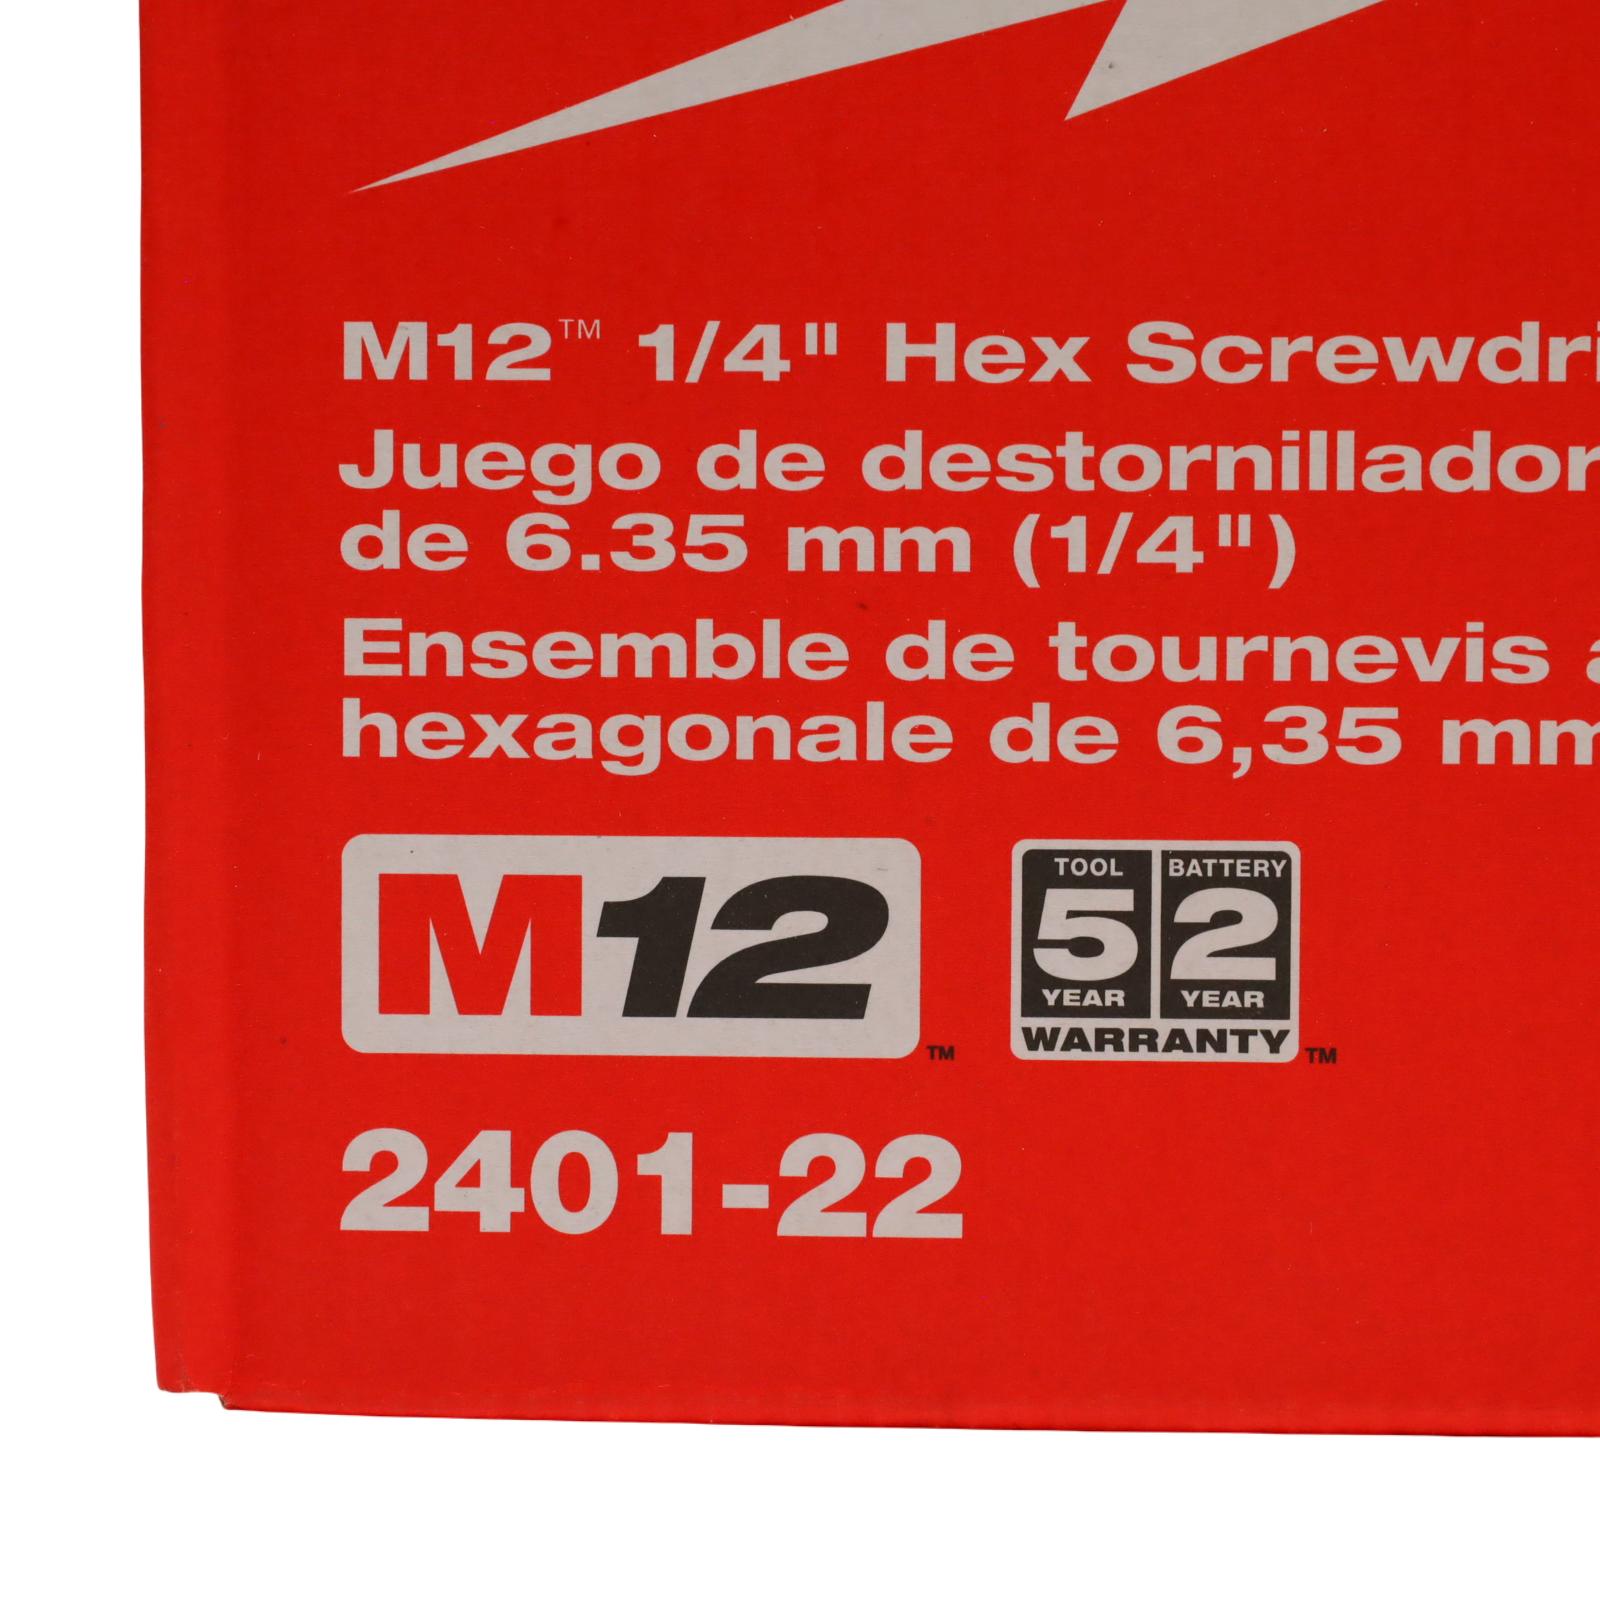 M12™ 1/4" Hex Screwdri
Juego de destornillador
de 6.35 mm (1/4")
Ensemble de tournevis
hexagonale de 6,35 mm
M12™
TOOL BATTERY
5 2
YEAR YEAR
WARRANTY™
2401-22